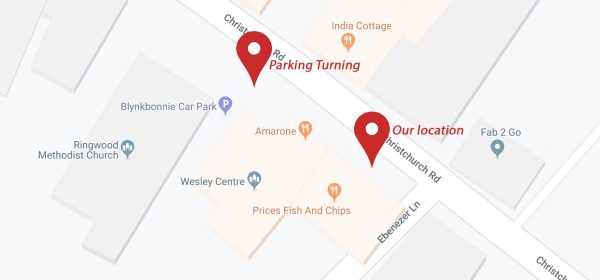 Christchurch Rd
India Cottage
Parking Turning
Blynkbonnie Car Park
P
Amarone
Our location
Ringwood
Methodist Church
Fab 2 Go
Christchurch Rd
Wesley Centre
Prices Fish And Chips
Ebenezer Ln